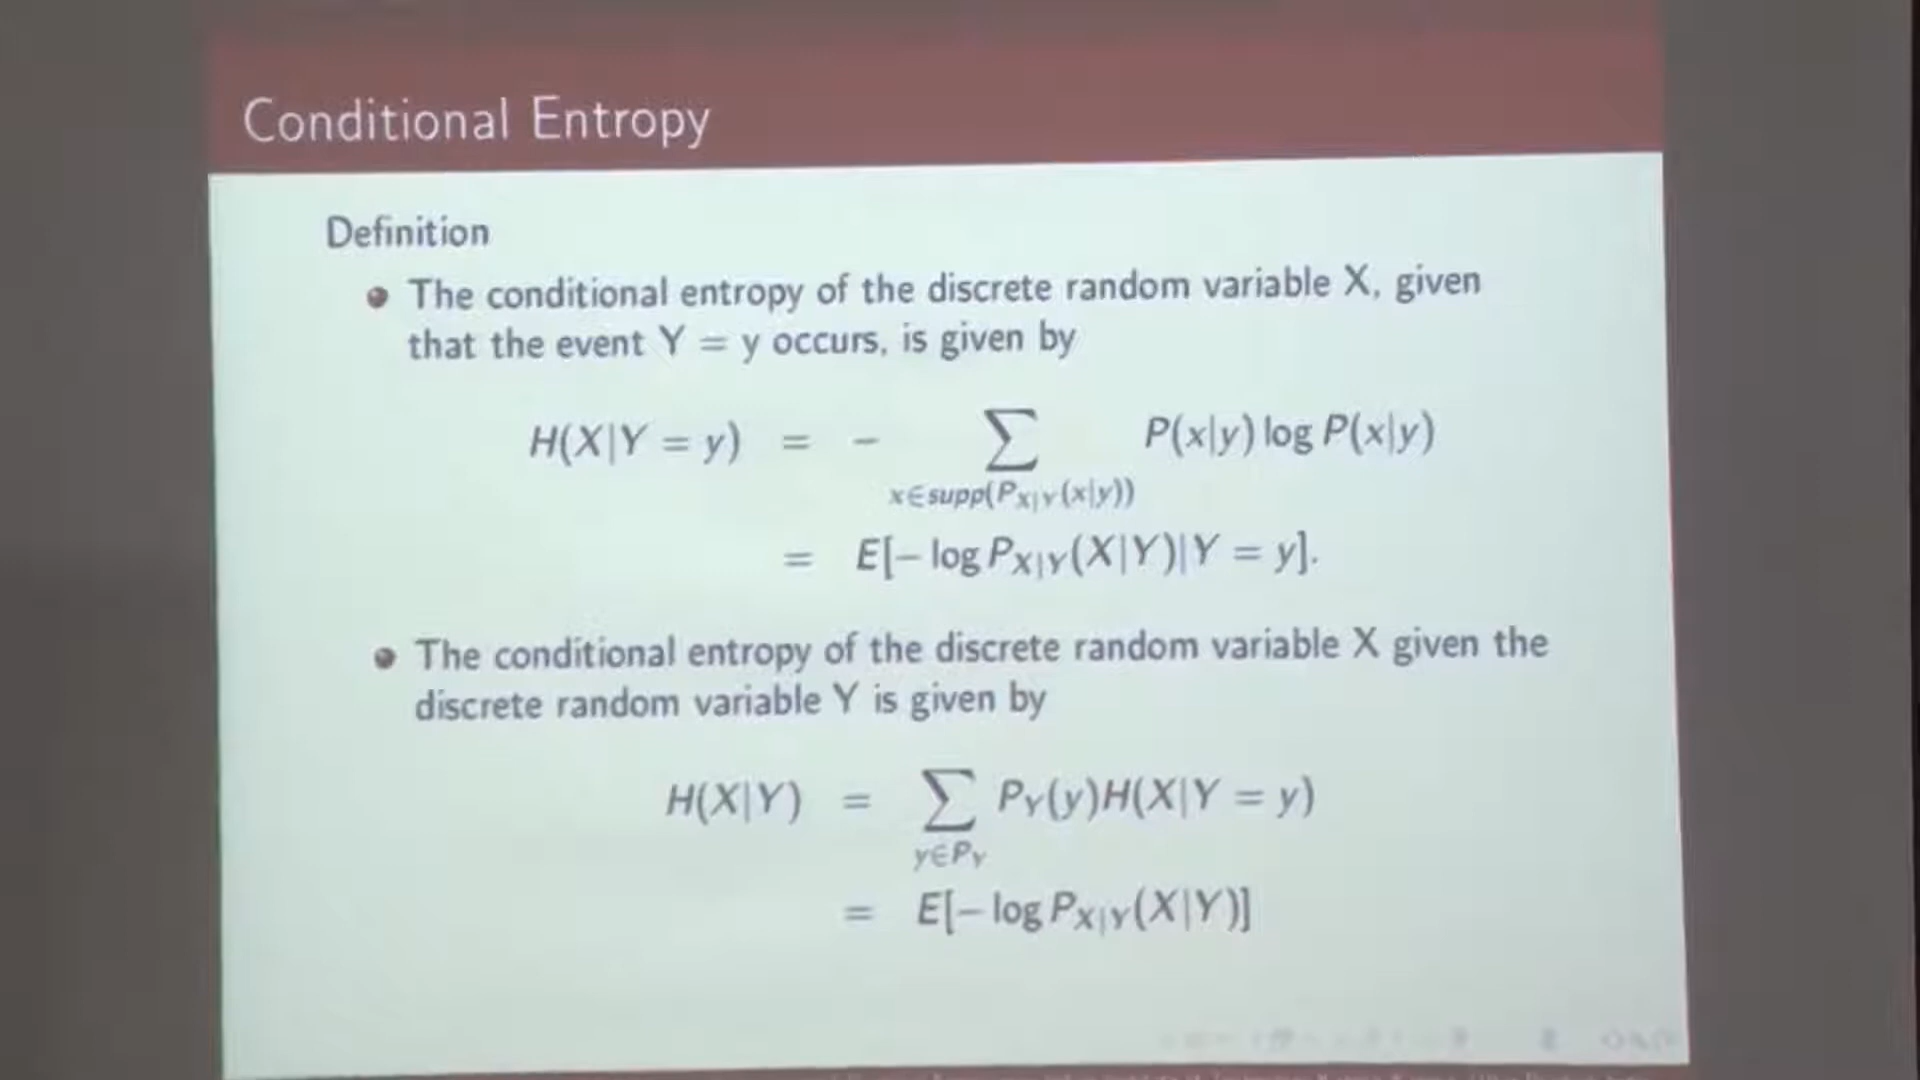 Conditional Entropy
Definition
The conditional entropy of the discrete random variable X, given
that the event Y = y occurs, is given by
H(X|Y = y) = − ∑ P(x|y) log P(x|y)
x∈supp(P_{X|Y}(x|y))
= E[− log P_{X|Y}(X|Y)|Y = y].
The conditional entropy of the discrete random variable X given the
discrete random variable Y is given by
H(X|Y) = ∑ P_Y(y)H(X|Y = y)
y∈P_Y
= E[− log P_{X|Y}(X|Y)]